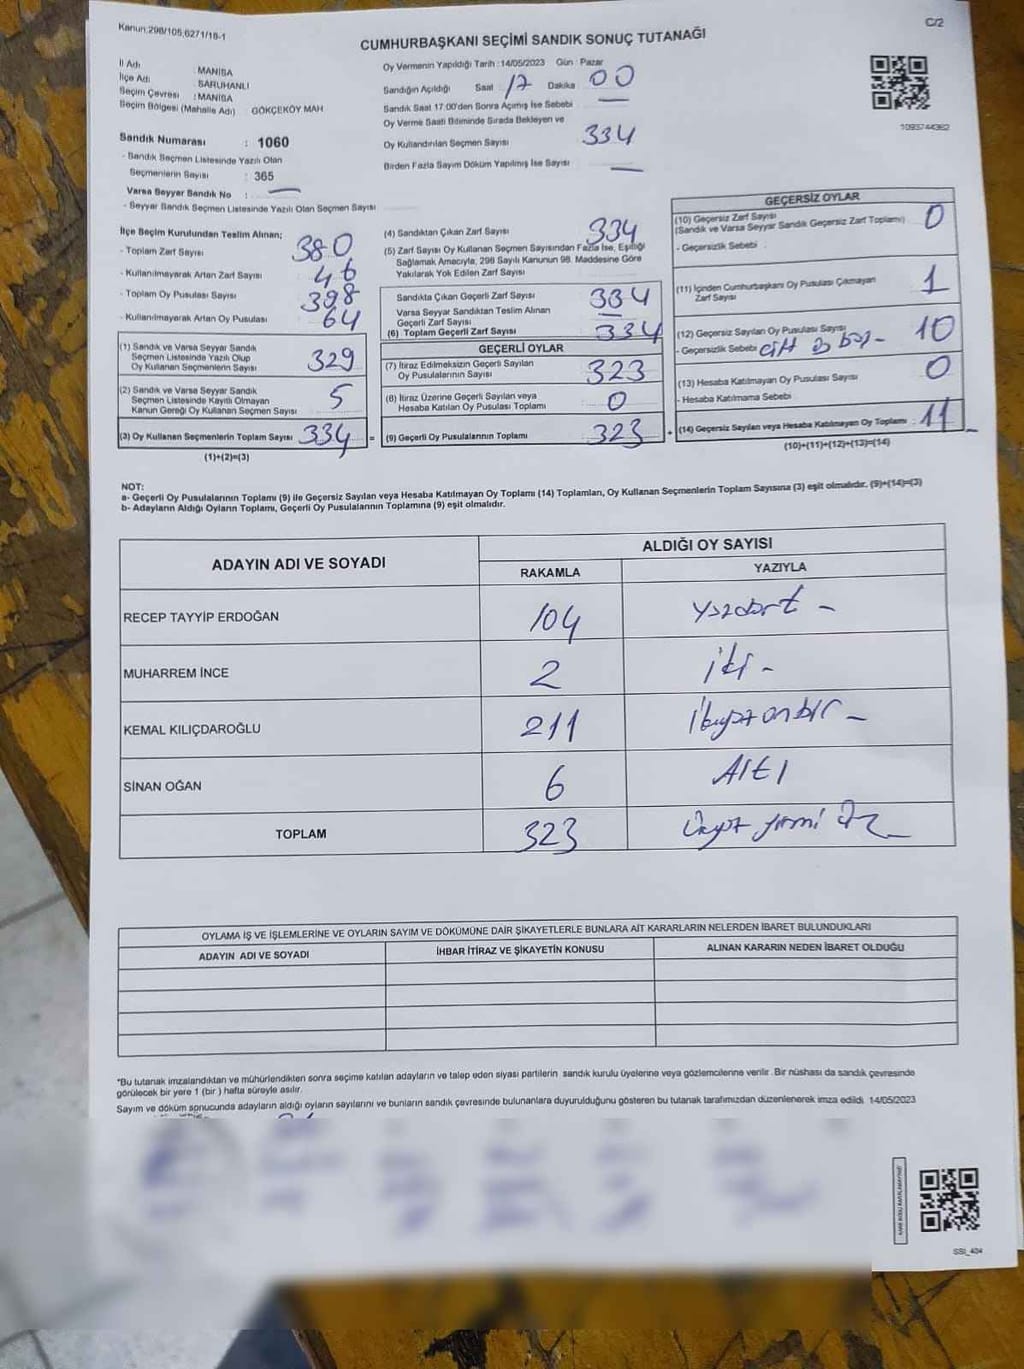 Kanun:298/105,6271/18-1
C/2
CUMHURBAŞKANI SEÇİMİ SANDIK SONUÇ TUTANAĞI
İl Adı : MANİSA
İlçe Adı : SARUHANLI
Seçim Çevresi : MANİSA
Seçim Bölgesi (Mahalle Adı) : GÖKÇEKÖY MAH
Sandık Numarası : 1060
- Sandık Seçmen Listesinde Yazılı Olan
Seçmenlerin Sayısı : 365
Varsa Seyyar Sandık No : —
- Seyyar Sandık Seçmen Listesinde Yazılı Olan Seçmen Sayısı
Oy Vermenin Yapıldığı Tarih : 14/05/2023 Gün : Pazar
Sandığın Açıldığı Saat : 17 Dakika : 00
Sandık Saat 17:00'den Sonra Açımış İse Sebebi —
Oy Verme Saati Bitiminde Sırada Bekleyen ve
Oy Kullandırılan Seçmen Sayısı 334
Birden Fazla Sayım Döküm Yapılmış İse Sayısı —
1093744362
İlçe Seçim Kurulundan Teslim Alınan;
- Toplam Zarf Sayısı 380
- Kullanılmayarak Artan Zarf Sayısı 46
- Toplam Oy Pusulası Sayısı 398
- Kullanılmayarak Artan Oy Pusulası 64
(1) Sandık ve Varsa Seyyar Sandık
Seçmen Listesinde Yazılı Olup
Oy Kullanan Seçmenlerin Sayısı 329
(2) Sandık ve Varsa Seyyar Sandık
Seçmen Listesinde Kayıtlı Olmayan
Kanun Gereği Oy Kullanan Seçmen Sayısı 5
(3) Oy Kullanan Seçmenlerin Toplam Sayısı 334 =
(1)+(2)=(3)
(4) Sandıktan Çıkan Zarf Sayısı 334
(5) Zarf Sayısı Oy Kullanan Seçmen Sayısından Fazla İse, Eşitliği
Sağlamak Amacıyla, 298 Sayılı Kanunun 98. Maddesine Göre
Yakılarak Yok Edilen Zarf Sayısı
Sandıkta Çıkan Geçerli Zarf Sayısı 334
Varsa Seyyar Sandıktan Teslim Alınan
Geçerli Zarf Sayısı —
(6) Toplam Geçerli Zarf Sayısı 334
GEÇERLİ OYLAR
(7) İtiraz Edilmeksizin Geçerli Sayılan
Oy Pusulalarının Sayısı 323
(8) İtiraz Üzerine Geçerli Sayılan veya
Hesaba Katılan Oy Pusulası Toplamı 0
(9) Geçerli Oy Pusulalarının Toplamı 323 +
GEÇERSİZ OYLAR
(10) Geçersiz Zarf Sayısı
(Sandık ve Varsa Seyyar Sandık Geçersiz Zarf Toplamı) 0
- Geçersizlik Sebebi :
(11) İçinden Cumhurbaşkanı Oy Pusulası Çıkmayan
Zarf Sayısı 1
(12) Geçersiz Sayılan Oy Pusulası Sayısı 10
- Geçersizlik Sebebi
(13) Hesaba Katılmayan Oy Pusulası Sayısı 0
- Hesaba Katılmama Sebebi
(14) Geçersiz Sayılan veya Hesaba Katılmayan Oy Toplamı : 11
(10)+(11)+(12)+(13)=(14)
NOT:
a- Geçerli Oy Pusulalarının Toplamı (9) ile Geçersiz Sayılan veya Hesaba Katılmayan Oy Toplamı (14) Toplamları, Oy Kullanan Seçmenlerin Toplam Sayısına (3) eşit olmalıdır. (9)+(14)=(3)
b- Adayların Aldığı Oyların Toplamı, Geçerli Oy Pusulalarının Toplamına (9) eşit olmalıdır.
ADAYIN ADI VE SOYADI
ALDIĞI OY SAYISI
RAKAMLA YAZIYLA
RECEP TAYYİP ERDOĞAN 104 Yüzdört -
MUHARREM İNCE 2 iki -
KEMAL KILIÇDAROĞLU 211 İkiyüz onbir -
SİNAN OĞAN 6 Altı
TOPLAM 323 Üçyüz yirmi Üç -
OYLAMA İŞ VE İŞLEMLERİNE VE OYLARIN SAYIM VE DÖKÜMÜNE DAİR ŞİKAYETLERLE BUNLARA AİT KARARLARIN NELERDEN İBARET BULUNDUKLARI
ADAYIN ADI VE SOYADI İHBAR İTİRAZ VE ŞİKAYETİN KONUSU ALINAN KARARIN NEDEN İBARET OLDUĞU
*Bu tutanak imzalandıktan ve mühürlendikten sonra seçime katılan adayların ve talep eden siyasi partilerin sandık kurulu üyelerine veya gözlemcilerine verilir. Bir nüshası da sandık çevresinde
görülecek bir yere 1 (bir ) hafta süreyle asılır.
Sayım ve döküm sonucunda adayların aldığı oyların sayılarını ve bunların sandık çevresinde bulunanlara duyurulduğunu gösteren bu tutanak tarafımızdan düzenlenerek imza edildi. 14/05/2023
SSI_404